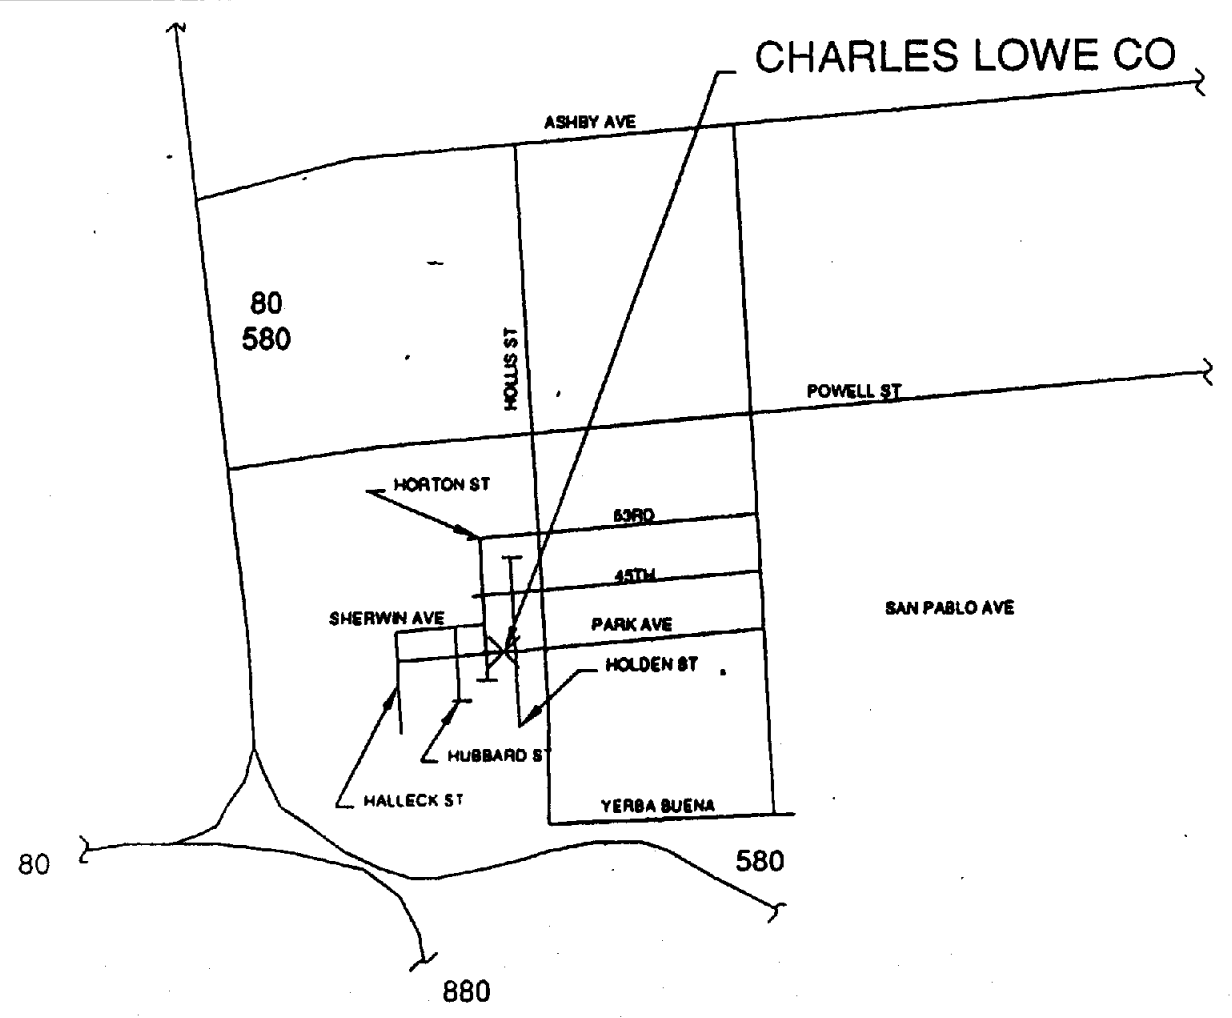 CHARLES LOWE CO
ASHBY AVE
80
580
HOLLIS ST
POWELL ST
HORTON ST
53RD
45TH
SHERWIN AVE
PARK AVE
SAN PABLO AVE
HOLDEN ST
HUBBARD ST
HALLECK ST
YERBA BUENA
80
580
880